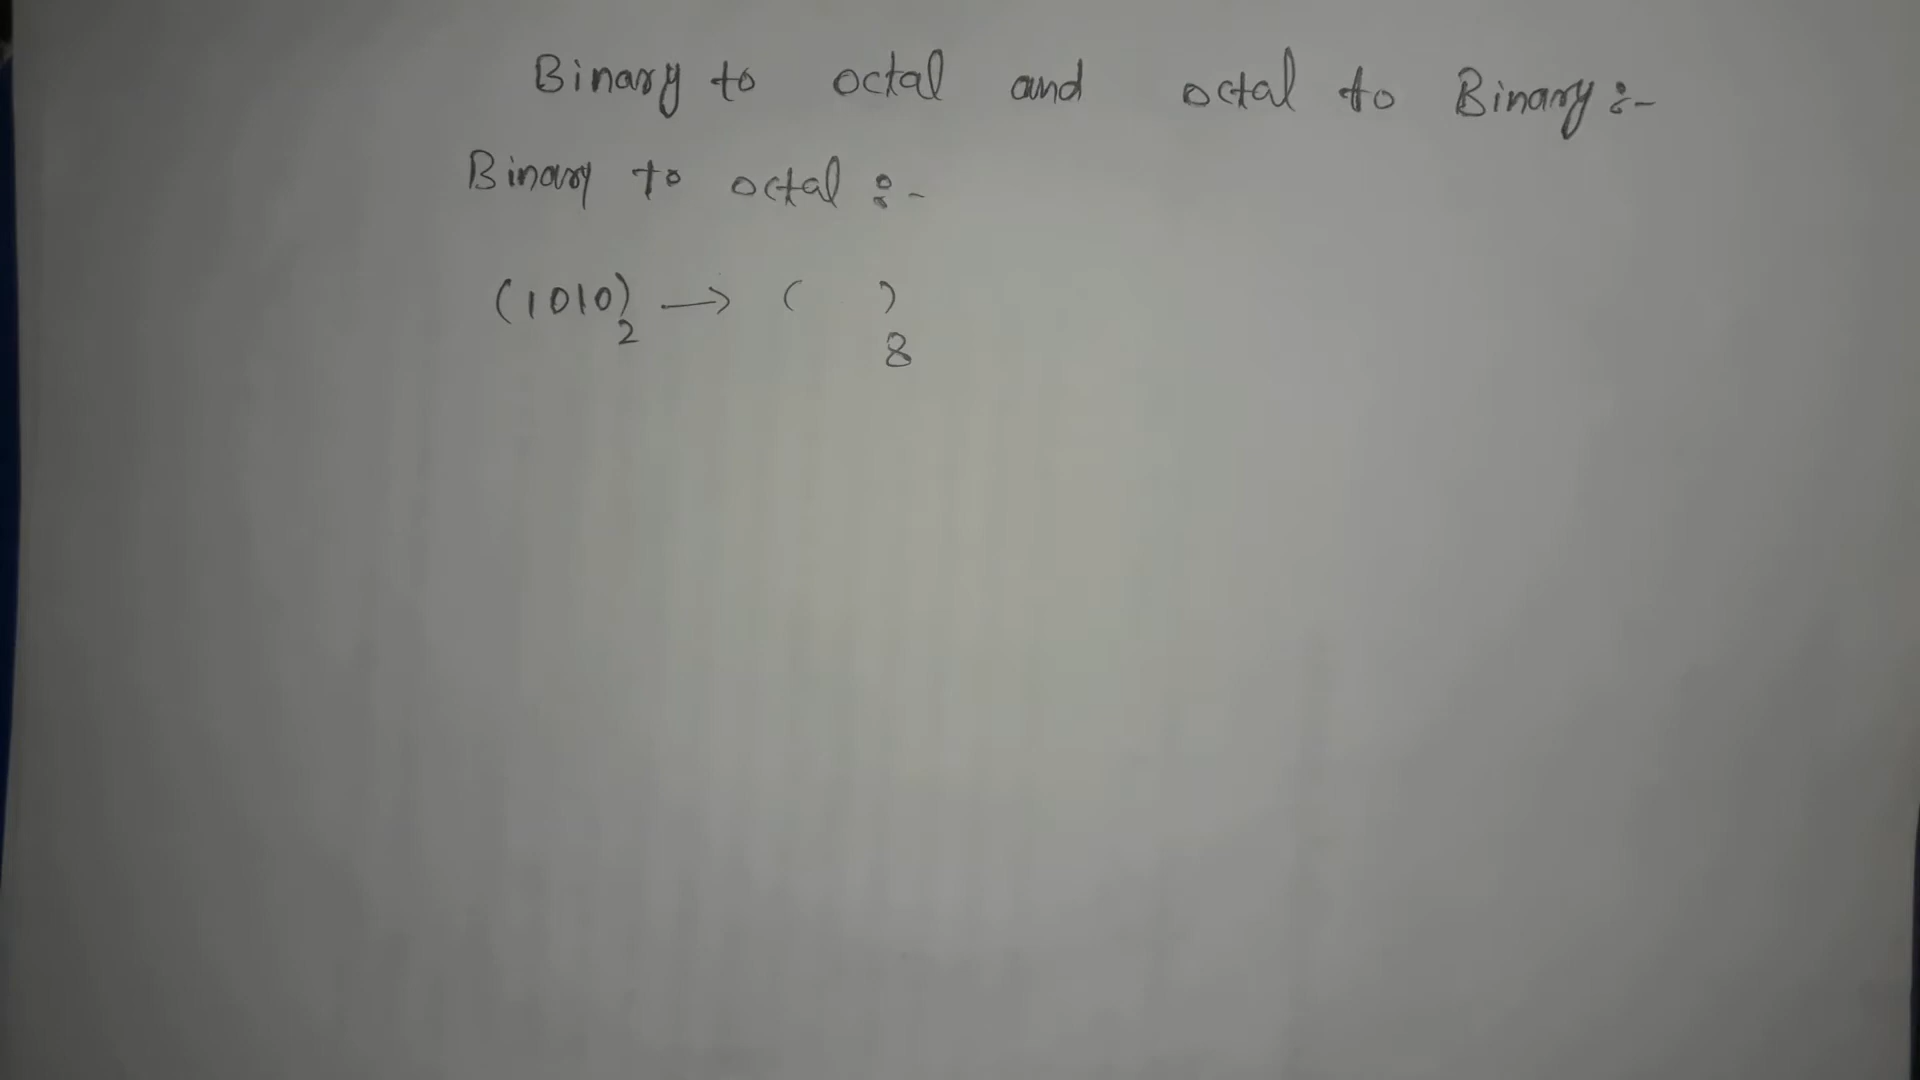 Binary to octal and octal to Binary :-
Binary to octal :-
(1010)₂ → (   )₈